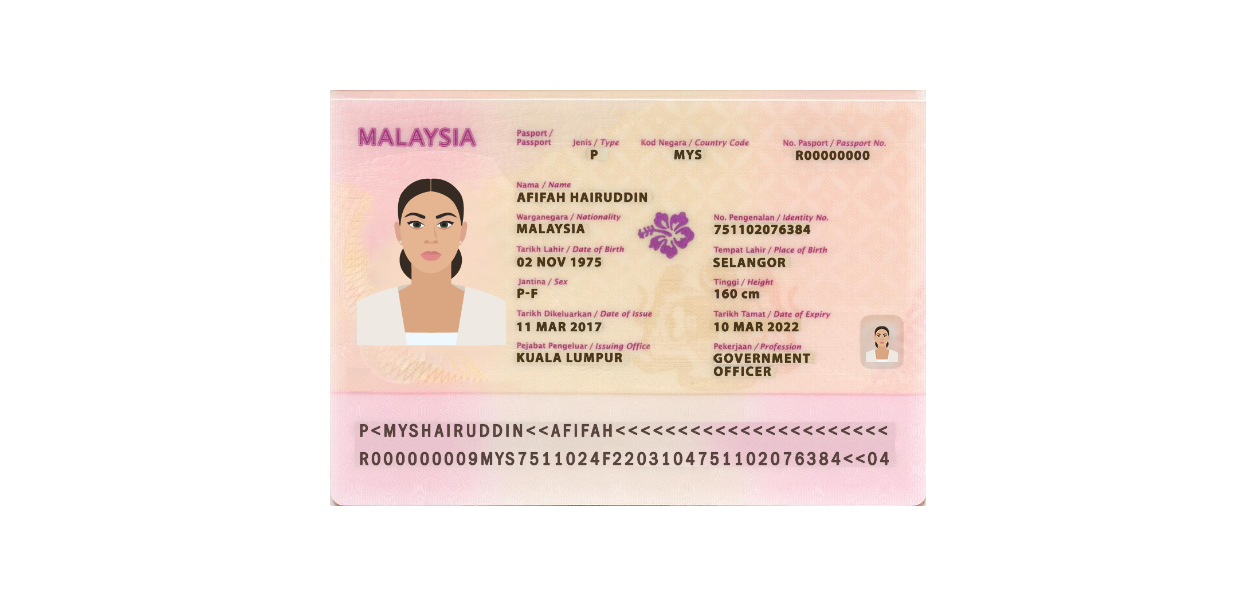 MALAYSIA
Pasport /
Passport
Jenis / Type
P
Kod Negara / Country Code
MYS
No. Pasport / Passport No.
R00000000
Nama / Name
AFIFAH HAIRUDDIN
Warganegara / Nationality
MALAYSIA
No. Pengenalan / Identity No.
751102076384
Tarikh Lahir / Date of Birth
02 NOV 1975
Tempat Lahir / Place of Birth
SELANGOR
Jantina / Sex
P-F
Tinggi / Height
160 cm
Tarikh Dikeluarkan / Date of Issue
11 MAR 2017
Tarikh Tamat / Date of Expiry
10 MAR 2022
Pejabat Pengeluar / Issuing Office
KUALA LUMPUR
Pekerjaan / Profession
GOVERNMENT
OFFICER
P<MYSHAIRUDDIN<<AFIFAH<<<<<<<<<<<<<<<<<<<<<<
R000000009MYS7511024F2203104751102076384<<04